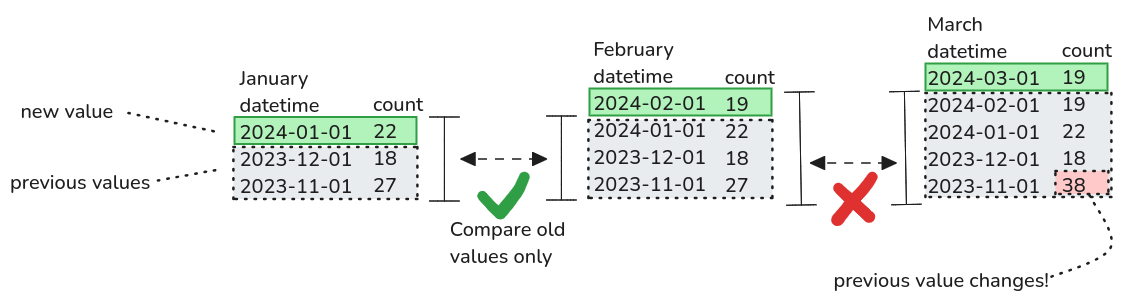 new value
previous values
January
datetime count
2024-01-01 22
2023-12-01 18
2023-11-01 27
Compare old
values only
February
datetime count
2024-02-01 19
2024-01-01 22
2023-12-01 18
2023-11-01 27
March
datetime count
2024-03-01 19
2024-02-01 19
2024-01-01 22
2023-12-01 18
2023-11-01 38
previous value changes!